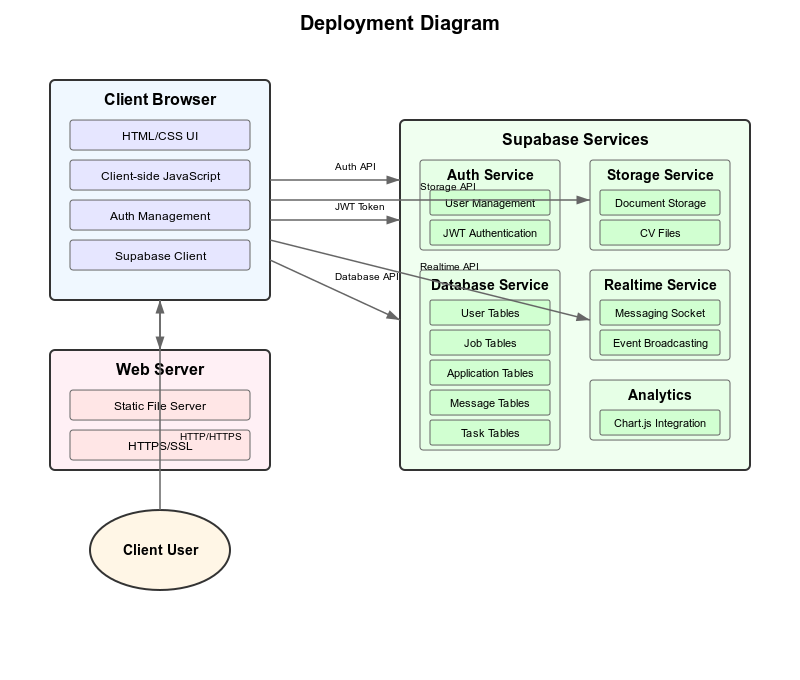 Deployment Diagram
Client Browser
HTML/CSS UI
Client-side JavaScript
Auth Management
Supabase Client
Web Server
Static File Server
HTTPS/SSL
HTTP/HTTPS
Client User
Auth API
Storage API
JWT Token
Realtime API
Database API
Supabase Services
Auth Service
User Management
JWT Authentication
Storage Service
Document Storage
CV Files
Database Service
User Tables
Job Tables
Application Tables
Message Tables
Task Tables
Realtime Service
Messaging Socket
Event Broadcasting
Analytics
Chart.js Integration